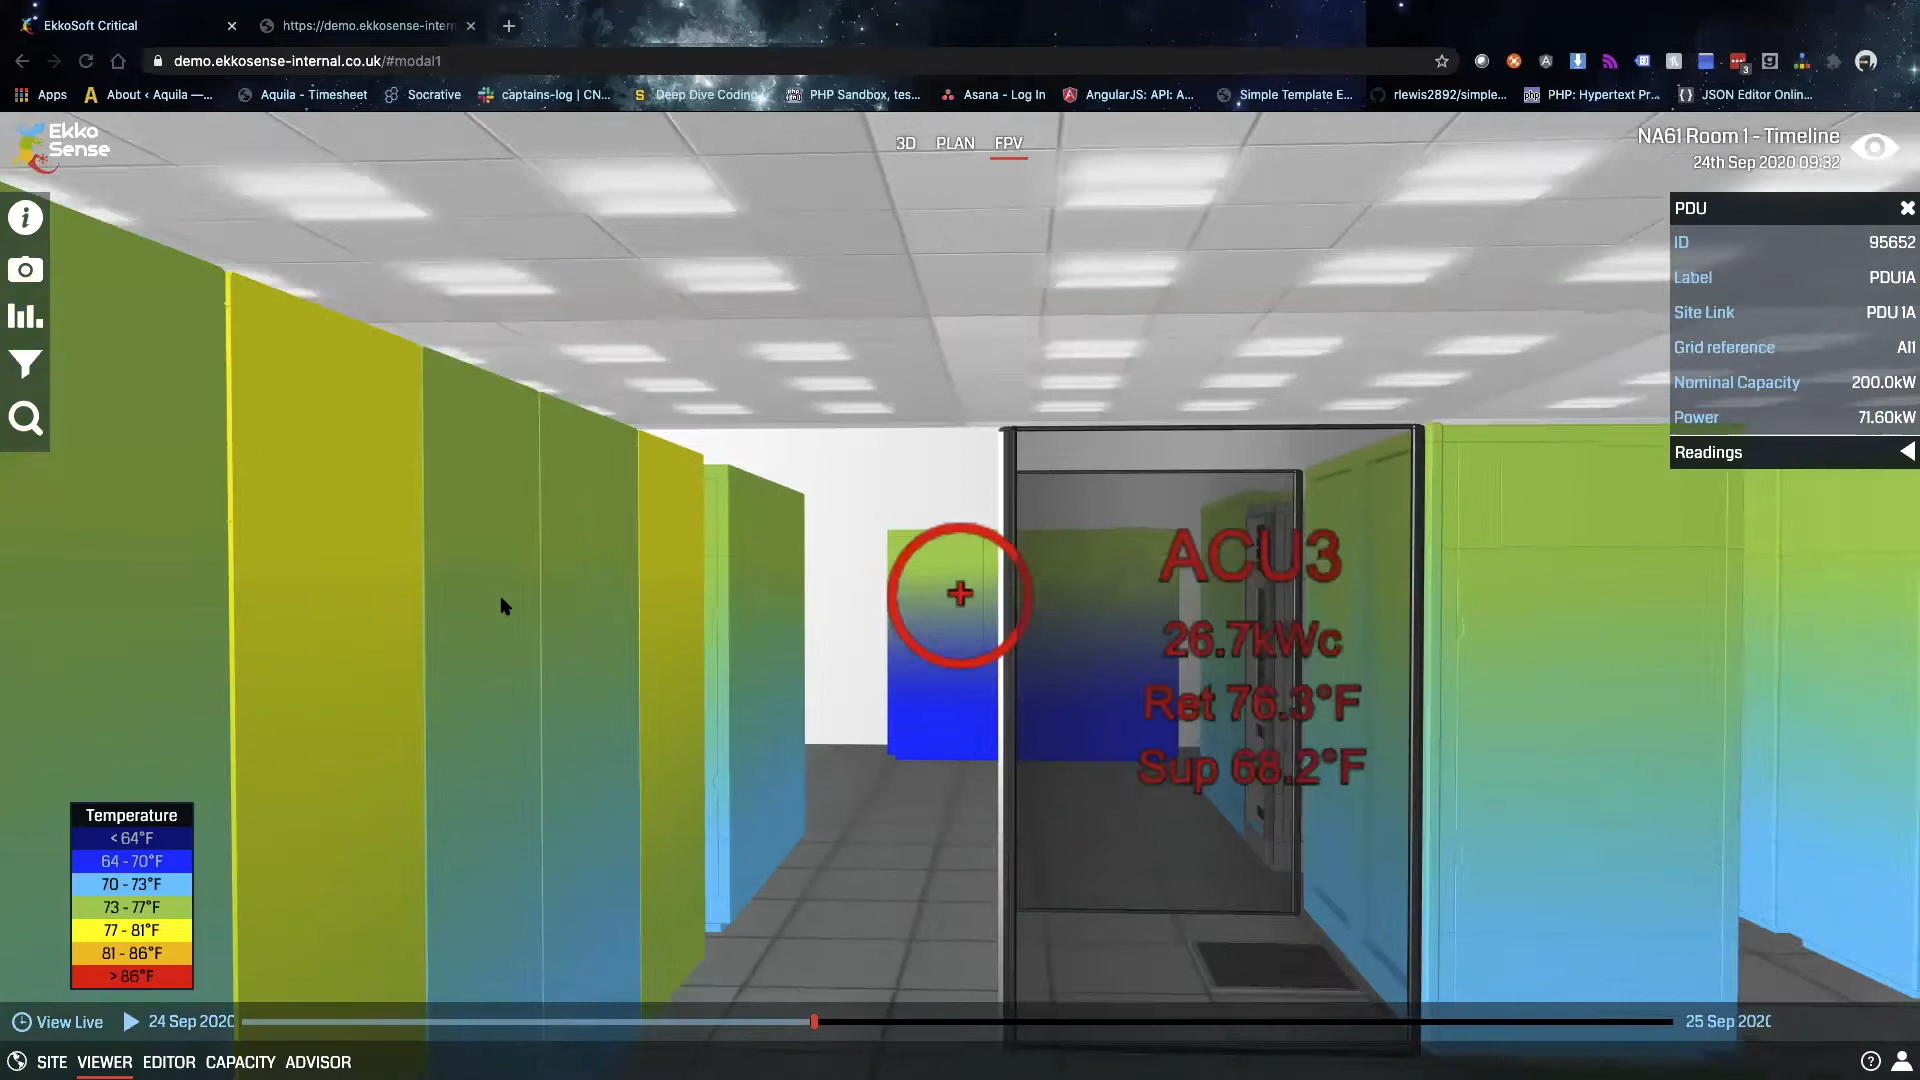 EkkoSoft Critical
https://demo.ekkosense-intern
demo.ekkosense-internal.co.uk/#modal1
3
Apps
About ‹ Aquila —...
Aquila - Timesheet
Socrative
captains-log | CN...
Deep Dive Coding
PHP Sandbox, tes...
Asana - Log In
AngularJS: API: A...
Simple Template E...
rlewis2892/simple...
PHP: Hypertext Pr...
JSON Editor Onlin...
Ekko
Sense
3D PLAN FPV
NA61 Room 1 - Timeline
24th Sep 2020 09:32
PDU
ID 95652
Label PDU1A
Site Link PDU 1A
Grid reference AI1
Nominal Capacity 200.0kW
Power 71.60kW
Readings
ACU3
26.7kWc
Ret 76.3°F
Sup 68.2°F
Temperature
< 64°F
64 - 70°F
70 - 73°F
73 - 77°F
77 - 81°F
81 - 86°F
> 86°F
View Live 24 Sep 2020 25 Sep 2020
SITE VIEWER EDITOR CAPACITY ADVISOR